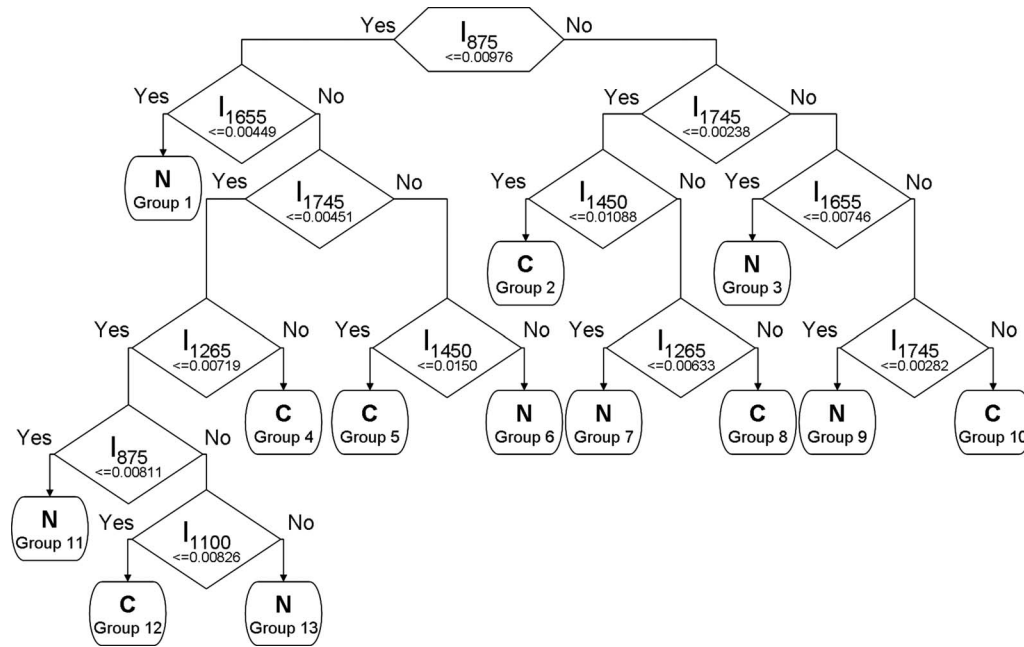 Yes I875 No
<=0.00976
Yes I1655 No Yes I1745 No
<=0.00449 <=0.00238
N Yes I1745 No Yes I1450 No Yes I1655 No
Group 1 <=0.00451 <=0.01088 <=0.00746
C N
Group 2 Group 3
Yes I1265 No Yes I1450 No Yes I1265 No Yes I1745 No
<=0.00719 <=0.0150 <=0.00633 <=0.00282
C C N N C N C
Group 4 Group 5 Group 6 Group 7 Group 8 Group 9 Group 10
Yes I875 No
<=0.00811
N Yes I1100 No
Group 11 <=0.00826
C N
Group 12 Group 13